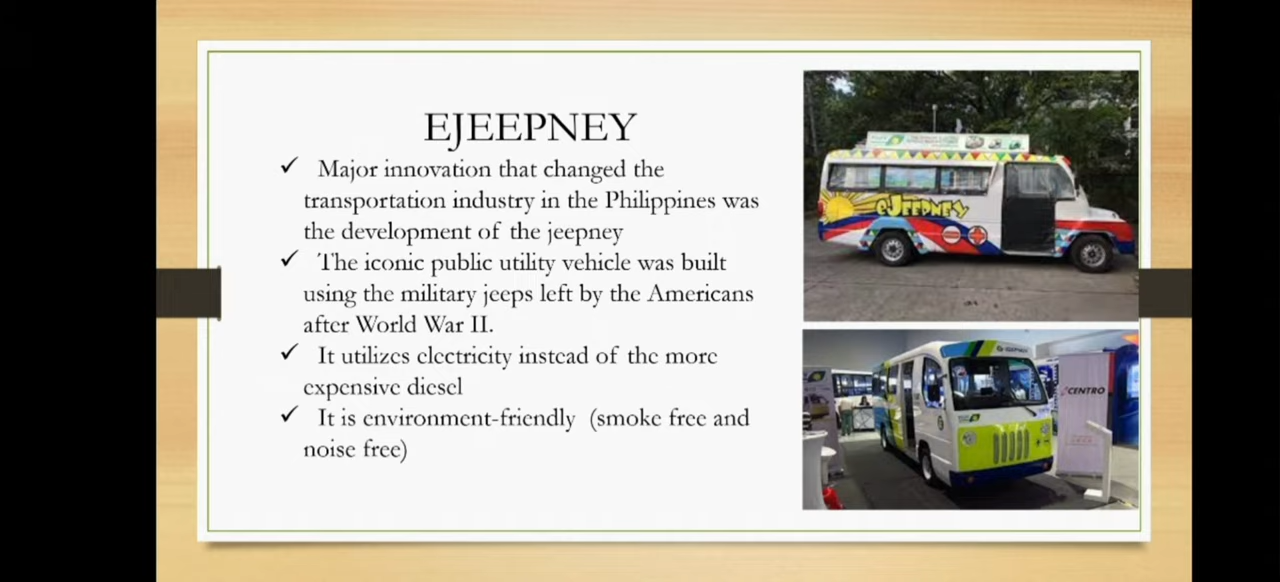 EJEEPNEY
✓ Major innovation that changed the
transportation industry in the Philippines was
the development of the jeepney
✓ The iconic public utility vehicle was built
using the military jeeps left by the Americans
after World War II.
✓ It utilizes electricity instead of the more
expensive diesel
✓ It is environment-friendly (smoke free and
noise free)
eJEEPNEY
CENTRO